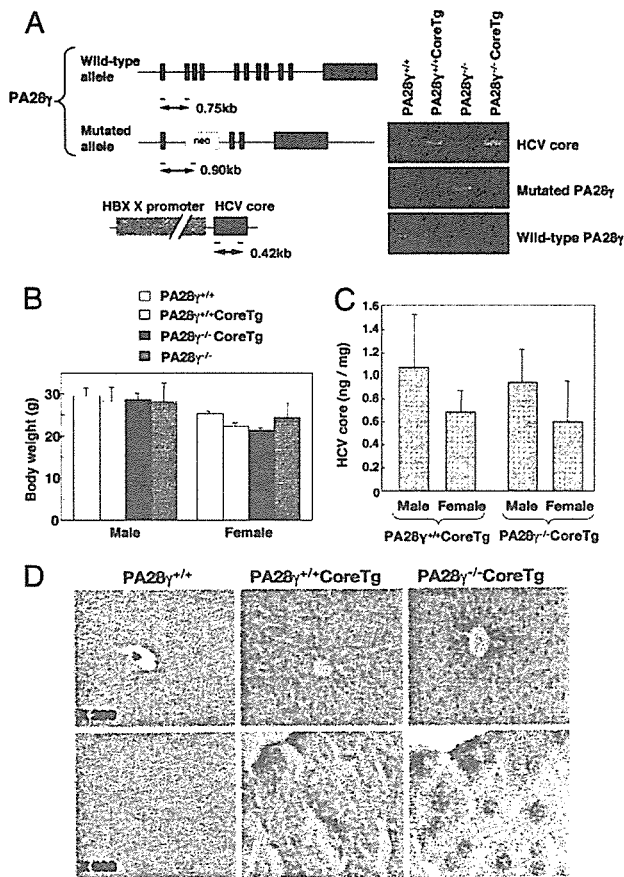 A
PA28γ
Wild-type allele
0.75kb
Mutated allele
neo
0.90kb
HBX X promoter
HCV core
0.42kb
PA28γ+/+
PA28γ+/+CoreTg
PA28γ-/-
PA28γ-/-CoreTg
HCV core
Mutated PA28γ
Wild-type PA28γ
B
PA28γ+/+
PA28γ+/+CoreTg
PA28γ-/-CoreTg
PA28γ-/-
Body weight (g)
30
20
10
0
Male
Female
C
HCV core (ng / mg)
1.6
1.4
1.2
1.0
0.8
0.6
0.4
0.2
0
Male Female Male Female
PA28γ+/+CoreTg PA28γ-/-CoreTg
D
PA28γ+/+ PA28γ+/+CoreTg PA28γ-/-CoreTg